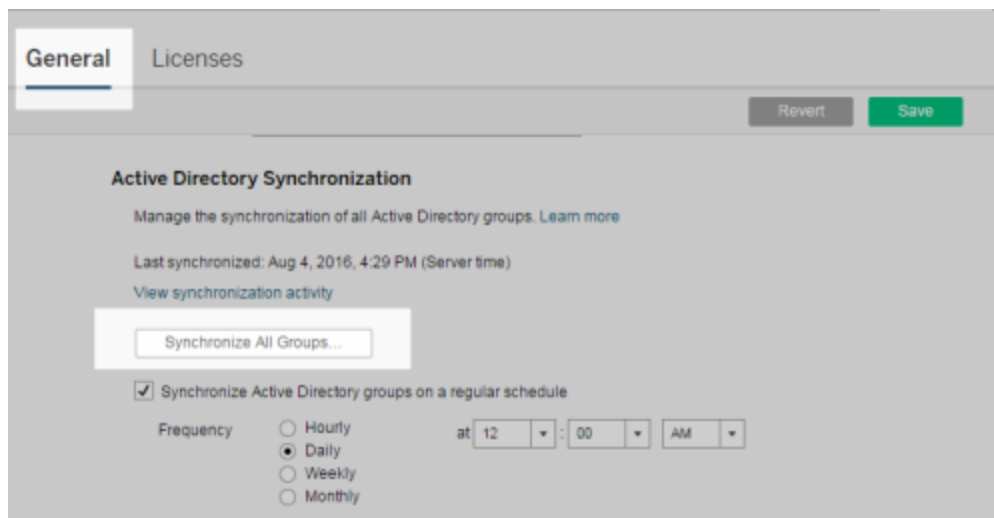 General Licenses
Revert Save
Active Directory Synchronization
Manage the synchronization of all Active Directory groups. Learn more
Last synchronized: Aug 4, 2016, 4:29 PM (Server time)
View synchronization activity
Synchronize All Groups...
Synchronize Active Directory groups on a regular schedule
Frequency Hourly at 12 : 00 AM
Daily
Weekly
Monthly